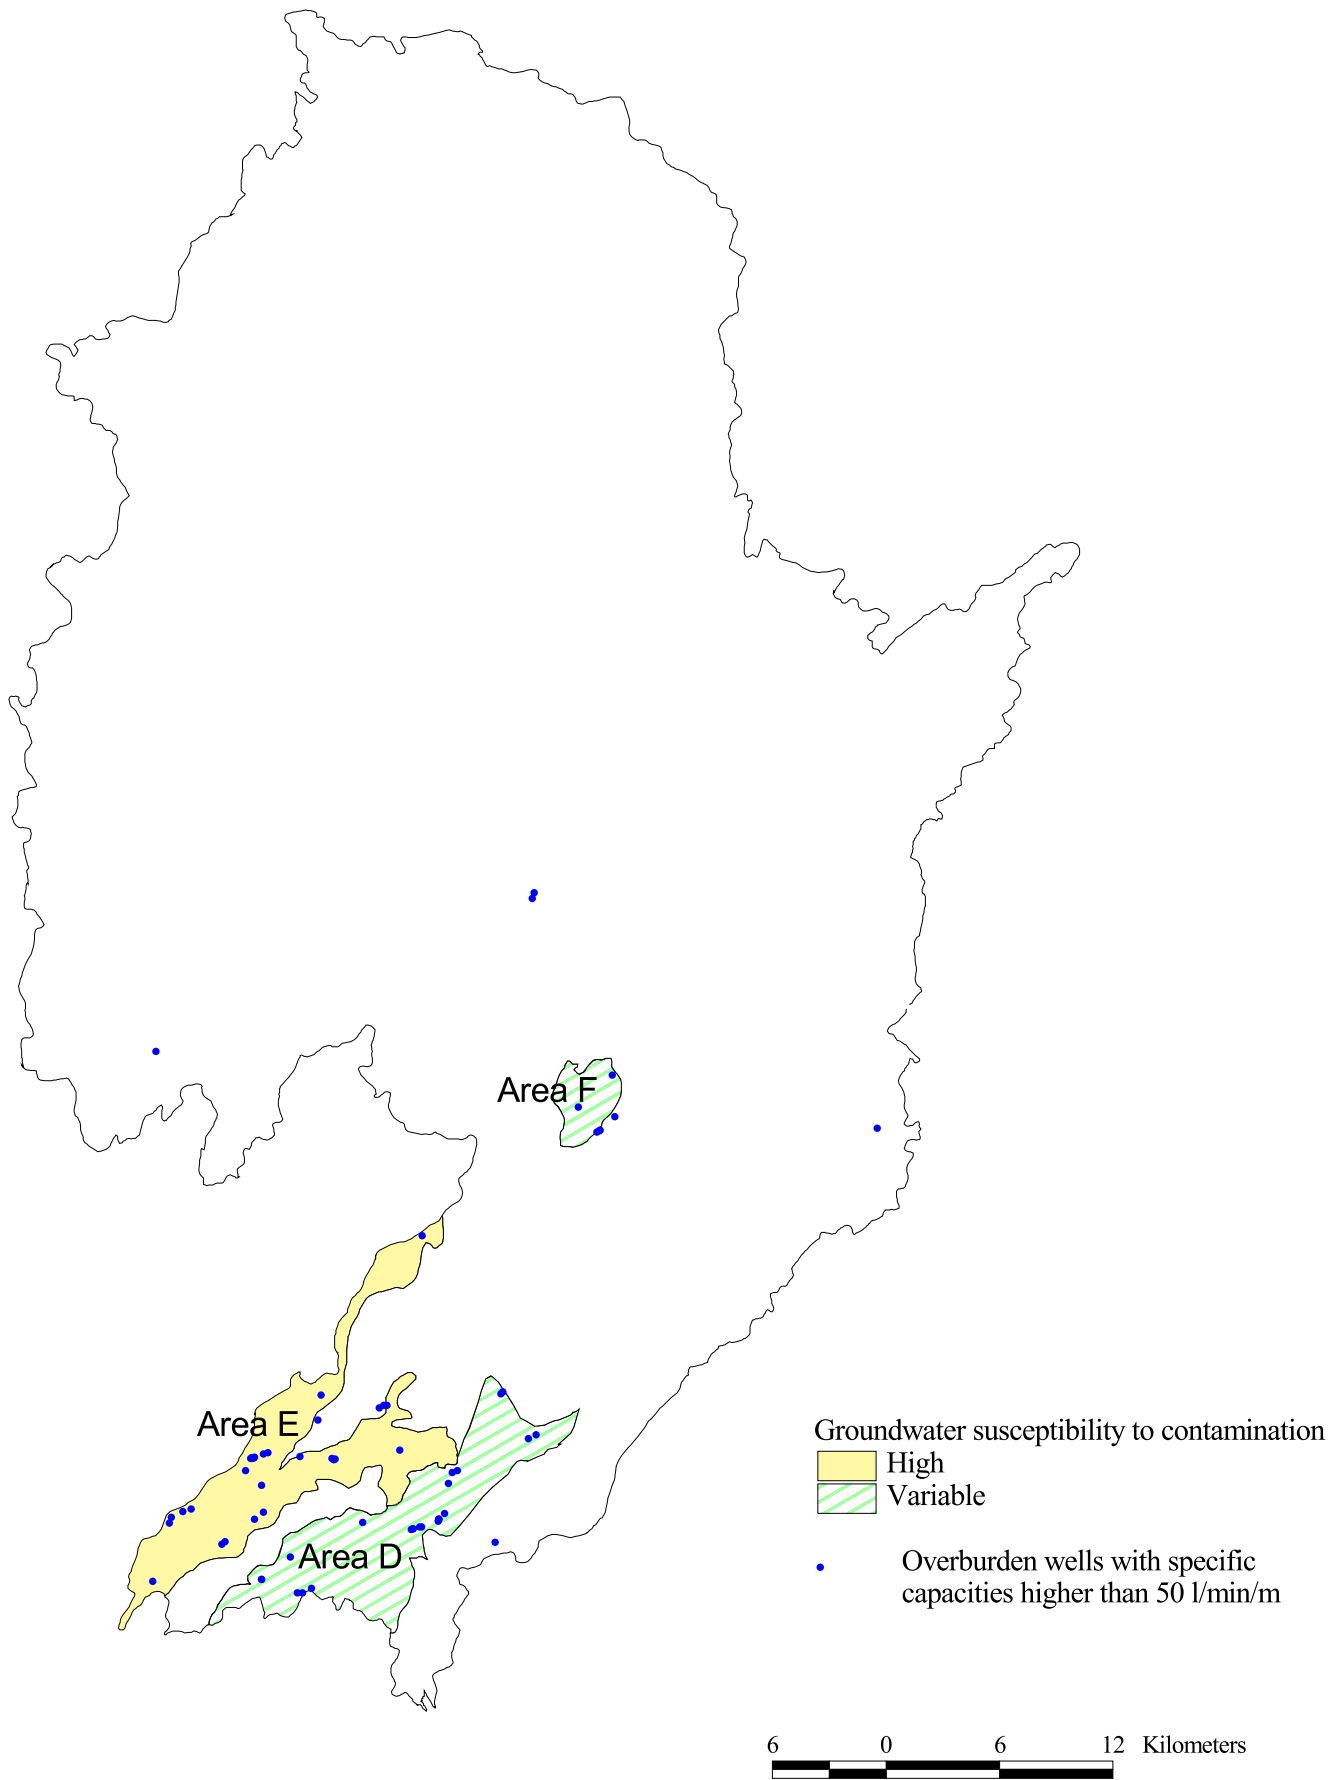 Area F
Area E
Area D
Groundwater susceptibility to contamination
High
Variable
Overburden wells with specific
capacities higher than 50 l/min/m
6 0 6 12 Kilometers